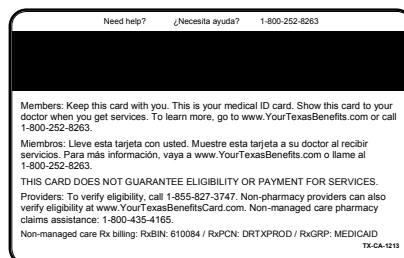 Need help? ¿Necesita ayuda? 1-800-252-8263
Members: Keep this card with you. This is your medical ID card. Show this card to your
doctor when you get services. To learn more, go to www.YourTexasBenefits.com or call
1-800-252-8263.
Miembros: Lleve esta tarjeta con usted. Muestre esta tarjeta a su doctor al recibir
servicios. Para más información, vaya a www.YourTexasBenefits.com o llame al
1-800-252-8263.
THIS CARD DOES NOT GUARANTEE ELIGIBILITY OR PAYMENT FOR SERVICES.
Providers: To verify eligibility, call 1-855-827-3747. Non-pharmacy providers can also
verify eligibility at www.YourTexasBenefitsCard.com. Non-managed care pharmacy
claims assistance: 1-800-435-4165.
Non-managed care Rx billing: RxBIN: 610084 / RxPCN: DRTXPROD / RxGRP: MEDICAID
TX-CA-1213